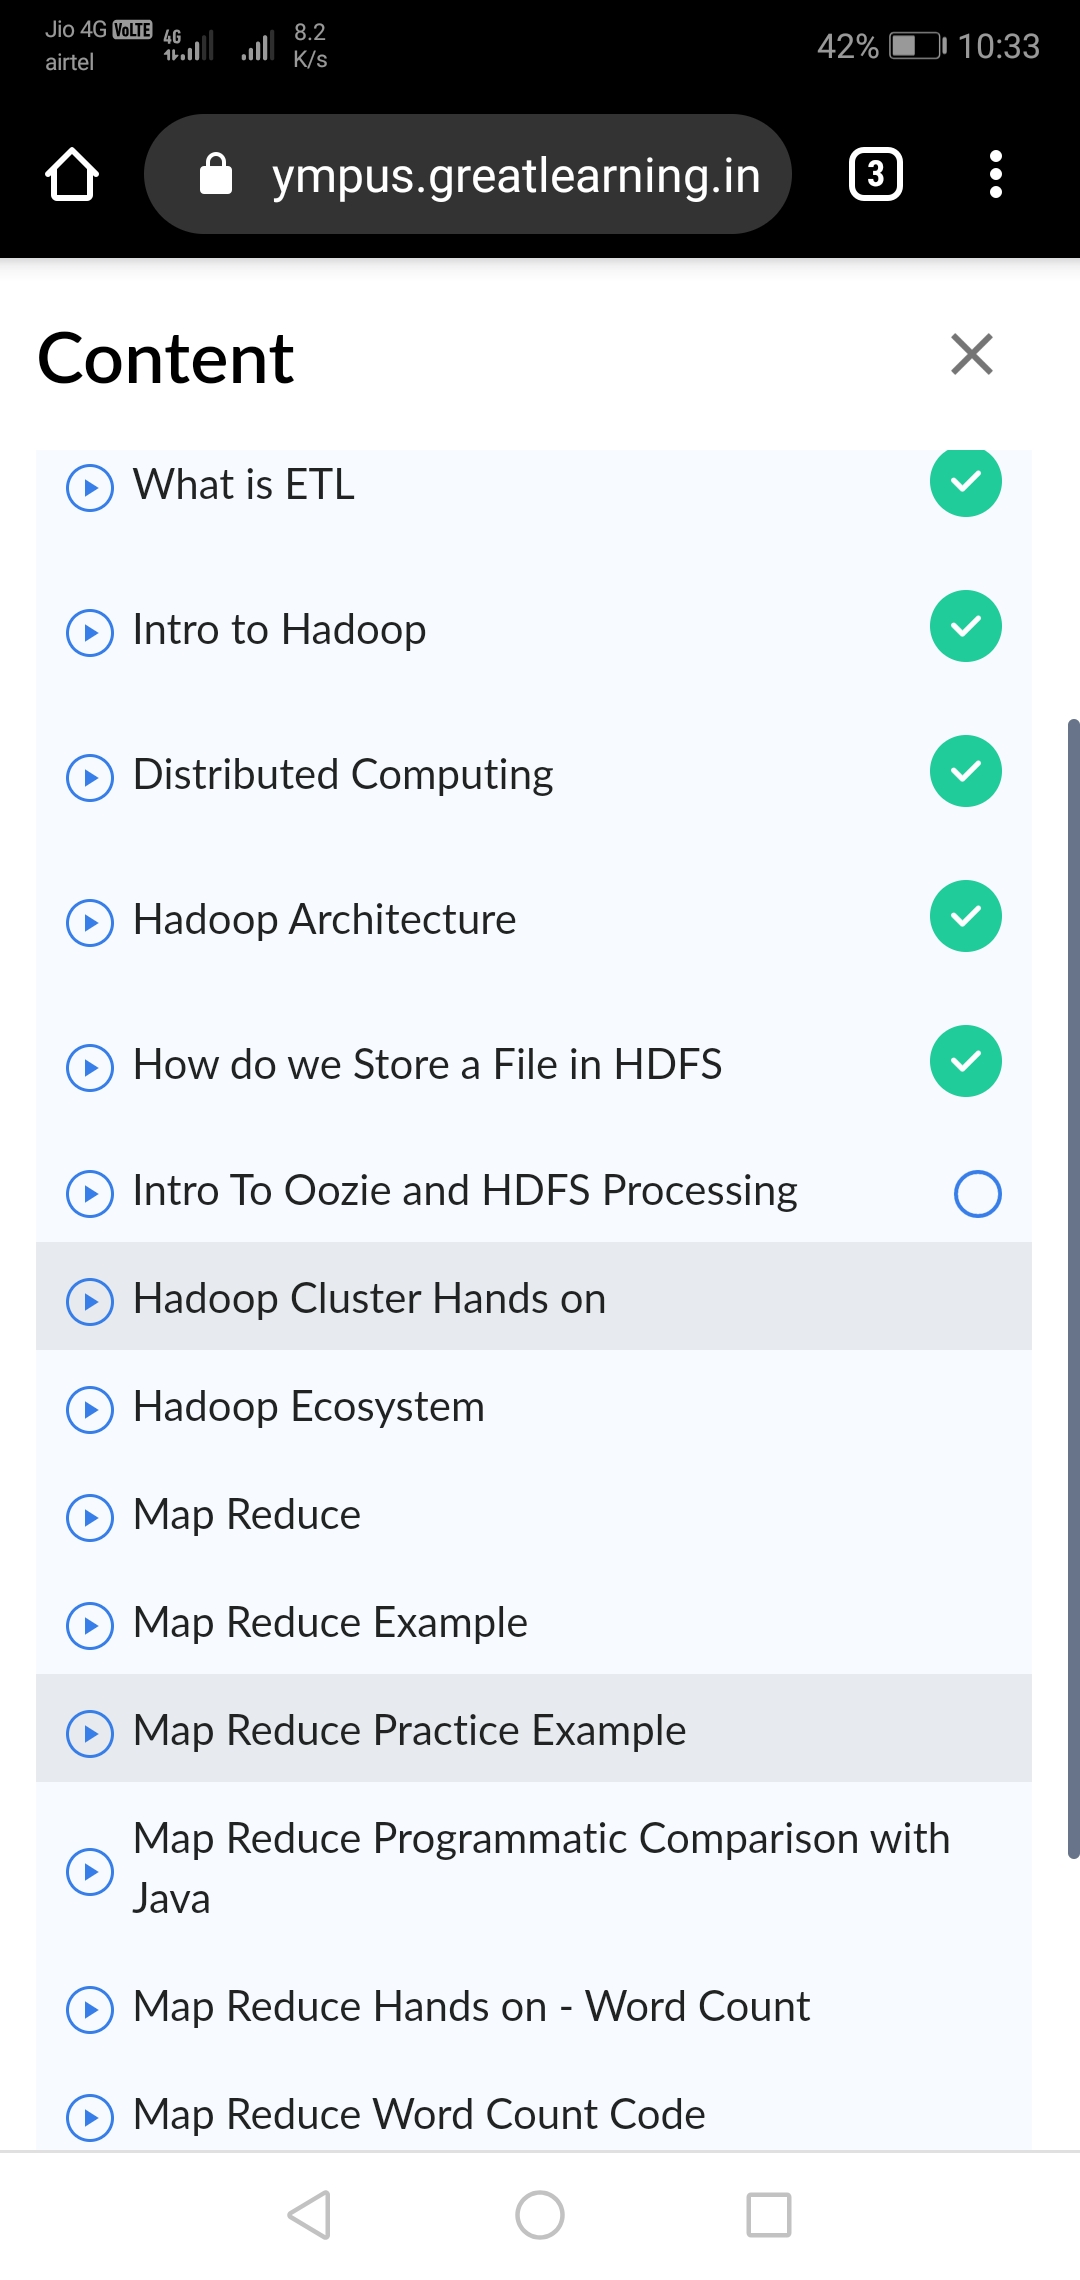 Jio 4G VoLTE 4G 8.2 K/s 42% 10:33
airtel
ympus.greatlearning.in 3
Content
What is ETL
Intro to Hadoop
Distributed Computing
Hadoop Architecture
How do we Store a File in HDFS
Intro To Oozie and HDFS Processing
Hadoop Cluster Hands on
Hadoop Ecosystem
Map Reduce
Map Reduce Example
Map Reduce Practice Example
Map Reduce Programmatic Comparison with
Java
Map Reduce Hands on - Word Count
Map Reduce Word Count Code